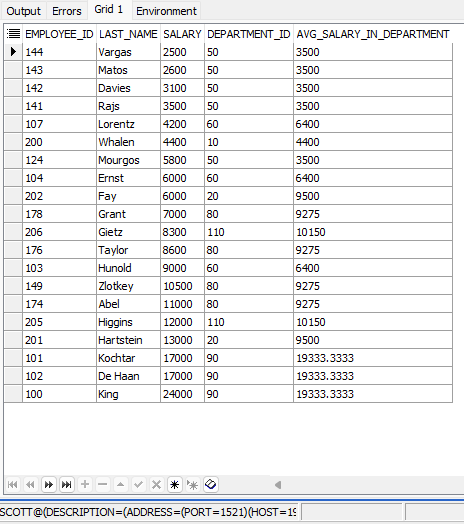 Output Errors Grid 1 Environment
EMPLOYEE_ID LAST_NAME SALARY DEPARTMENT_ID AVG_SALARY_IN_DEPARTMENT
144 Vargas 2500 50 3500
143 Matos 2600 50 3500
142 Davies 3100 50 3500
141 Rajs 3500 50 3500
107 Lorentz 4200 60 6400
200 Whalen 4400 10 4400
124 Mourgos 5800 50 3500
104 Ernst 6000 60 6400
202 Fay 6000 20 9500
178 Grant 7000 80 9275
206 Gietz 8300 110 10150
176 Taylor 8600 80 9275
103 Hunold 9000 60 6400
149 Zlotkey 10500 80 9275
174 Abel 11000 80 9275
205 Higgins 12000 110 10150
201 Hartstein 13000 20 9500
101 Kochtar 17000 90 19333.3333
102 De Haan 17000 90 19333.3333
100 King 24000 90 19333.3333
SCOTT@(DESCRIPTION=(ADDRESS=(PORT=1521)(HOST=19